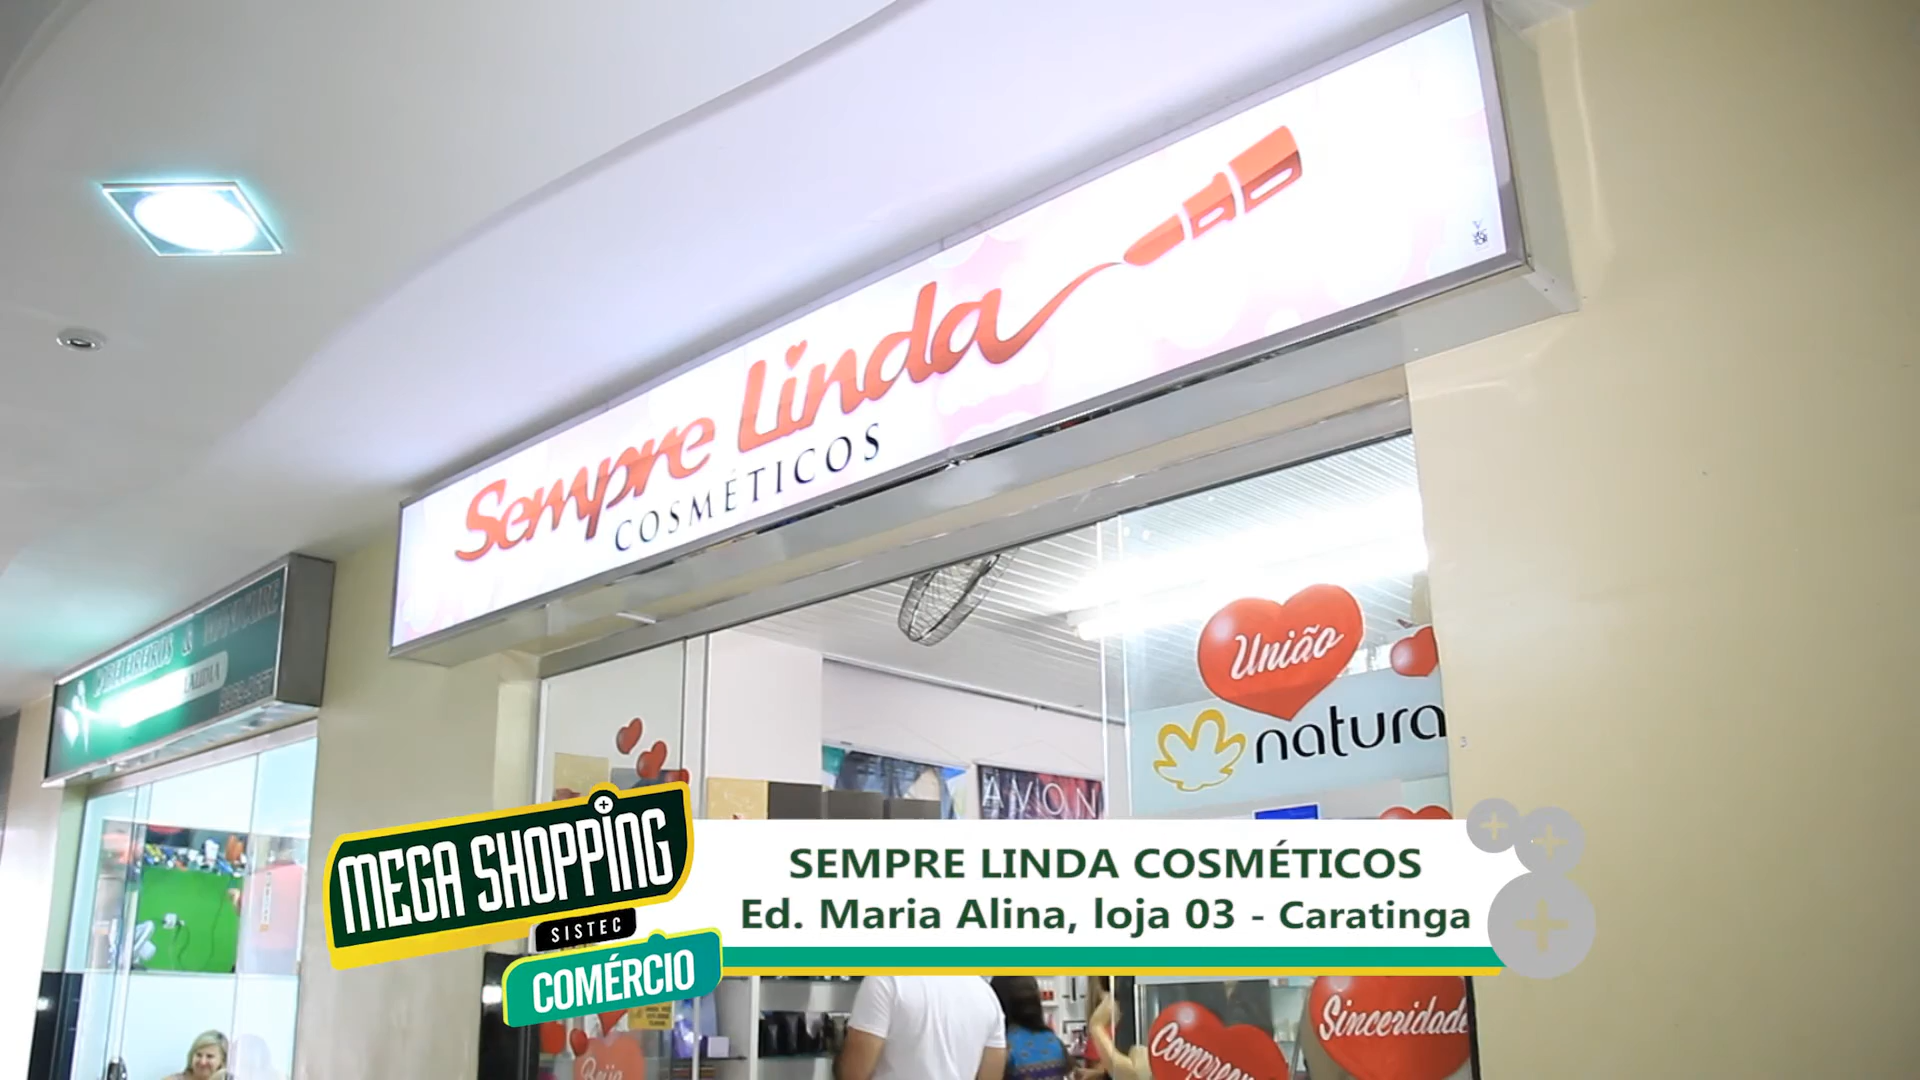 Sempre Linda
COSMÉTICOS
União
natura
AVON
MEGA SHOPPING
SISTEC
COMÉRCIO
SEMPRE LINDA COSMÉTICOS
Ed. Maria Alina, loja 03 - Caratinga
Sinceridade
Beijo